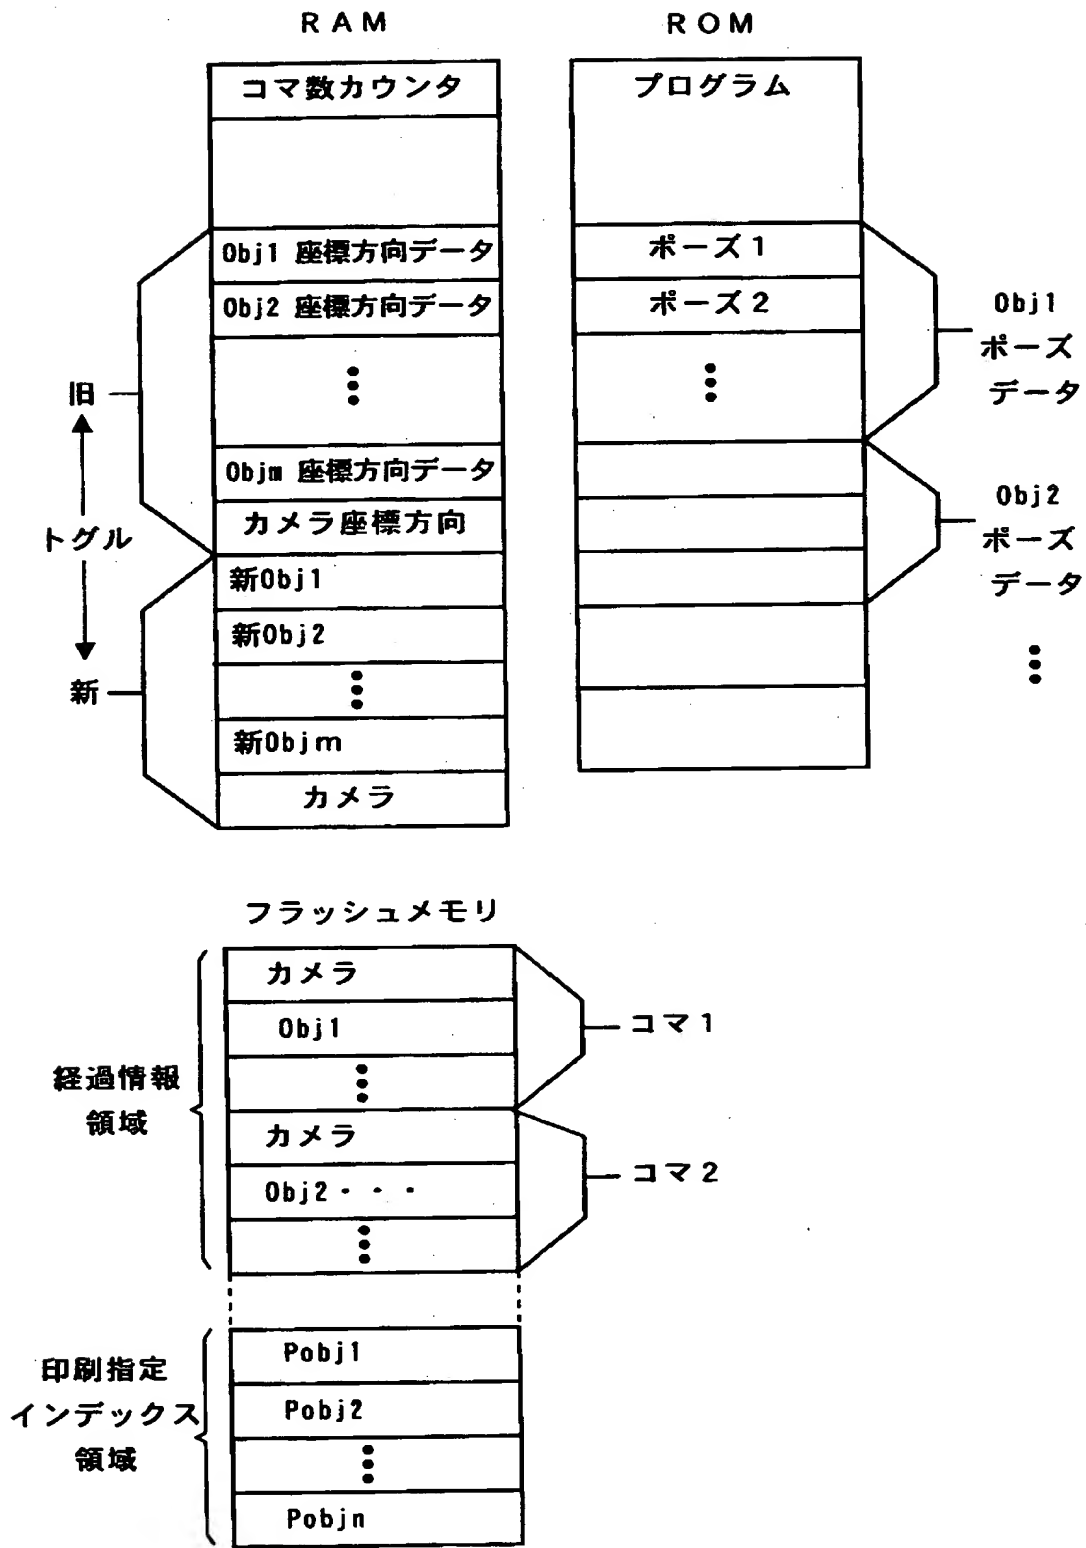 RAM
コマ数カウンタ
Obj1 座標方向データ
Obj2 座標方向データ
Objm 座標方向データ
カメラ座標方向
新Obj1
新Obj2
新Objm
カメラ
旧
トグル
新
ROM
プログラム
ポーズ1
ポーズ2
Obj1
ポーズ
データ
Obj2
ポーズ
データ
フラッシュメモリ
カメラ
Obj1
カメラ
Obj2・・・
コマ1
コマ2
経過情報
領域
Pobj1
Pobj2
Pobjn
印刷指定
インデックス
領域